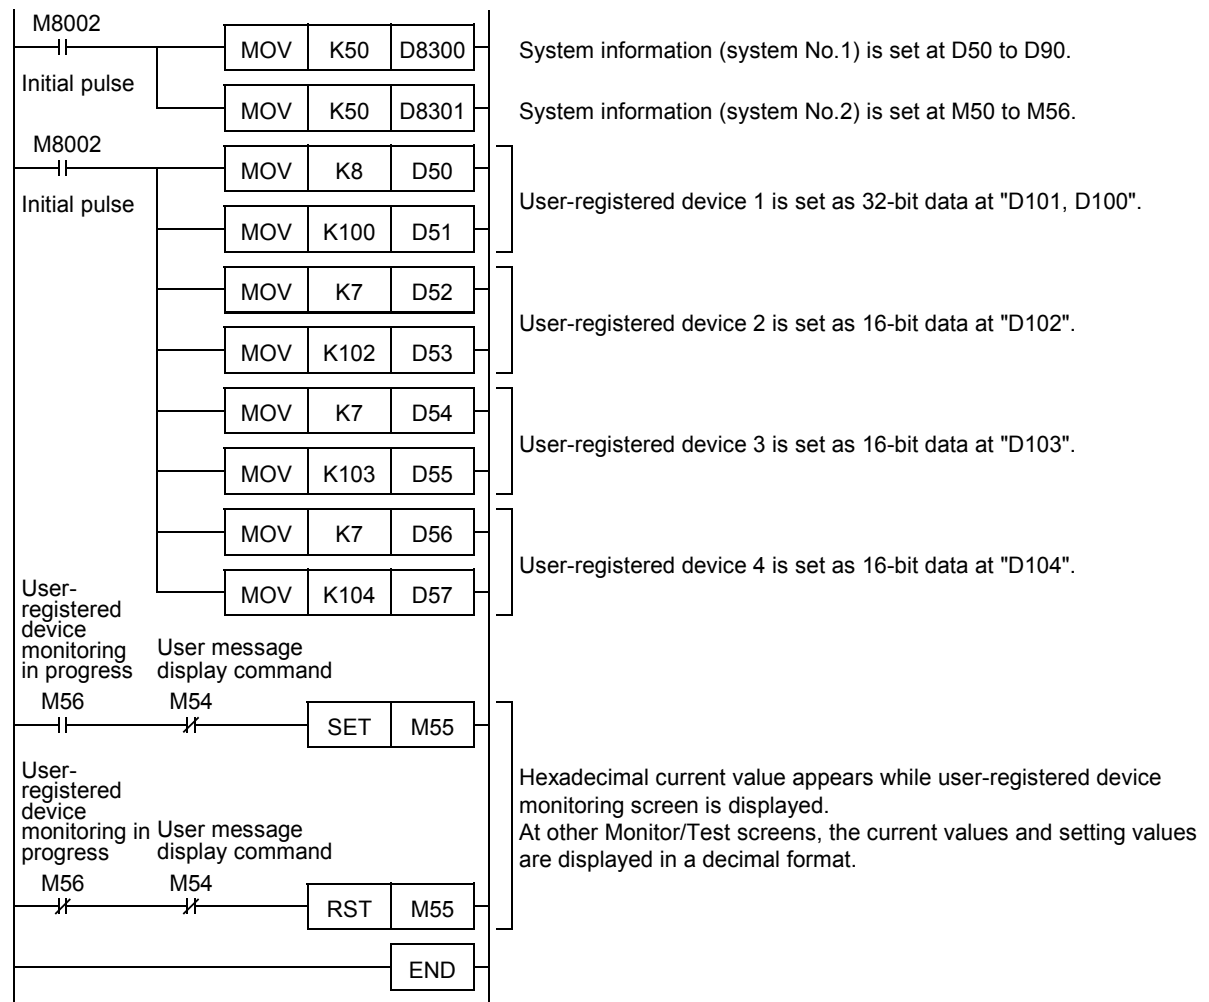 M8002
MOV K50 D8300
System information (system No.1) is set at D50 to D90.
Initial pulse
MOV K50 D8301
System information (system No.2) is set at M50 to M56.
M8002
MOV K8 D50
Initial pulse
User-registered device 1 is set as 32-bit data at "D101, D100".
MOV K100 D51
MOV K7 D52
User-registered device 2 is set as 16-bit data at "D102".
MOV K102 D53
MOV K7 D54
User-registered device 3 is set as 16-bit data at "D103".
MOV K103 D55
MOV K7 D56
User-registered device 4 is set as 16-bit data at "D104".
MOV K104 D57
User-
registered
device
monitoring
in progress
User message
display command
M56 M54
SET M55
User-
registered
device
monitoring in
progress
User message
display command
Hexadecimal current value appears while user-registered device
monitoring screen is displayed.
At other Monitor/Test screens, the current values and setting values
are displayed in a decimal format.
M56 M54
RST M55
END